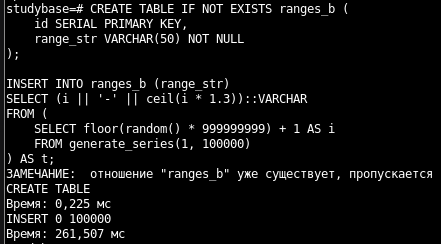 studybase=# CREATE TABLE IF NOT EXISTS ranges_b (
    id SERIAL PRIMARY KEY,
    range_str VARCHAR(50) NOT NULL
);

INSERT INTO ranges_b (range_str)
SELECT (i || '-' || ceil(i * 1.3))::VARCHAR
FROM (
    SELECT floor(random() * 999999999) + 1 AS i
    FROM generate_series(1, 100000)
) AS t;
ЗАМЕЧАНИЕ:  отношение "ranges_b" уже существует, пропускается
CREATE TABLE
Время: 0,225 мс
INSERT 0 100000
Время: 261,507 мс